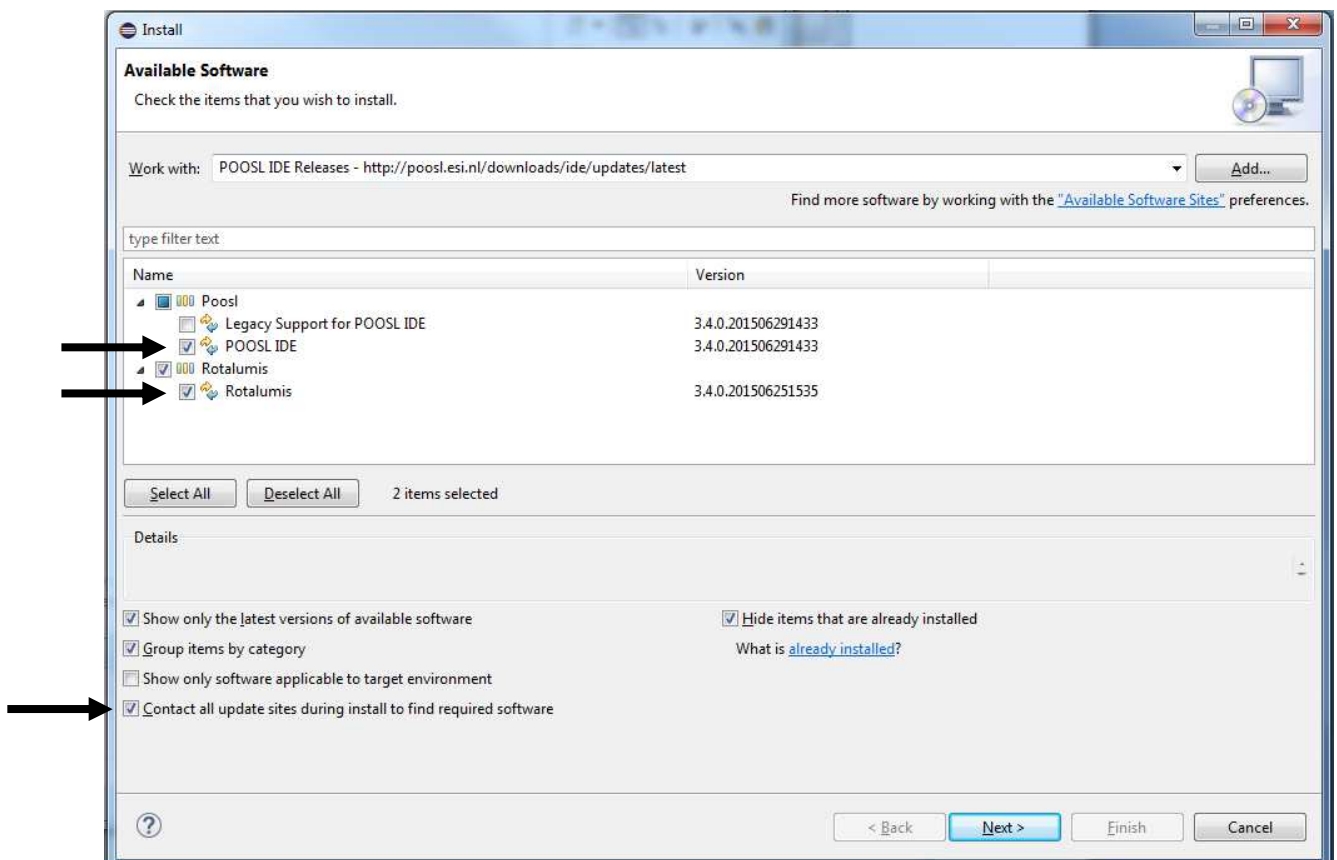 Install
Available Software
Check the items that you wish to install.
Work with: POOSL IDE Releases - http://poosl.esi.nl/downloads/ide/updates/latest Add...
Find more software by working with the "Available Software Sites" preferences.
type filter text
Name Version
Poosl
Legacy Support for POOSL IDE 3.4.0.201506291433
POOSL IDE 3.4.0.201506291433
Rotalumis
Rotalumis 3.4.0.201506251535
Select All Deselect All 2 items selected
Details
Show only the latest versions of available software Hide items that are already installed
Group items by category What is already installed?
Show only software applicable to target environment
Contact all update sites during install to find required software
? < Back Next > Finish Cancel